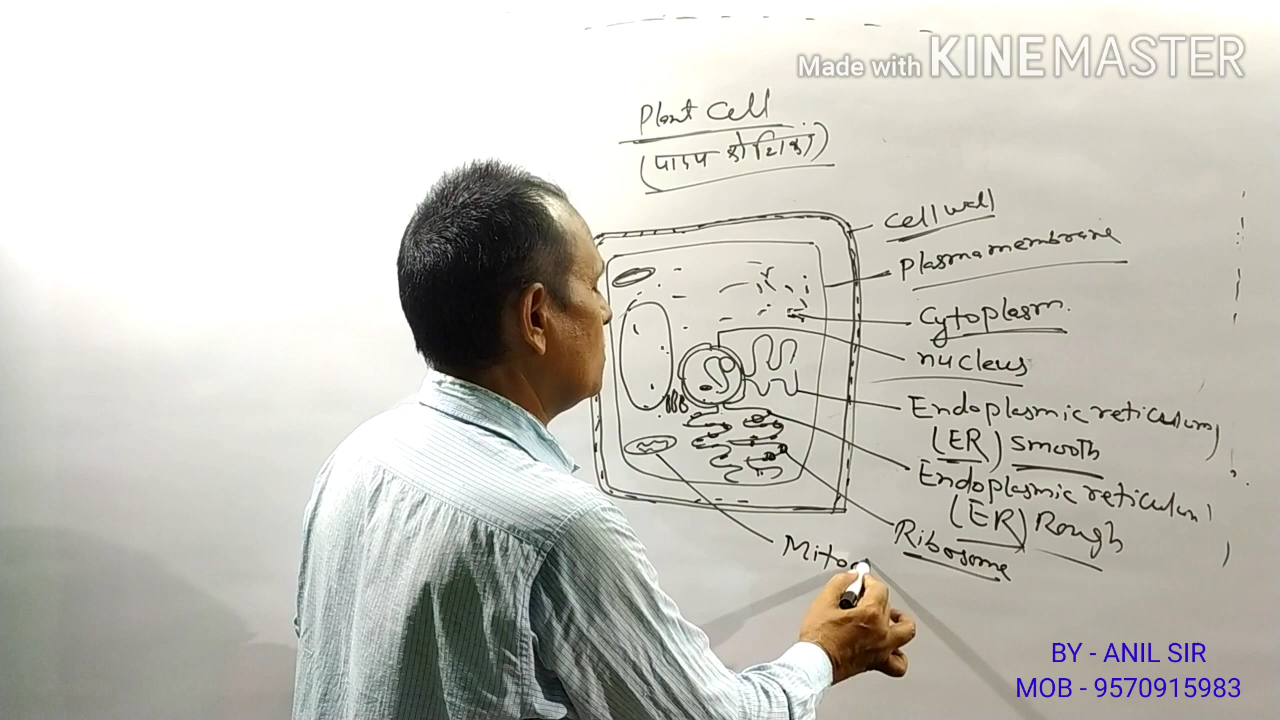 Made with KINEMASTER
Plant Cell
(पादप कोशिका)
Cell wall
Plasma membrane
Cytoplasm
nucleus
Endoplasmic reticulum
(ER) smooth
Endoplasmic reticulum
(ER) Rough
Ribosome
Mitoc
BY - ANIL SIR
MOB - 9570915983